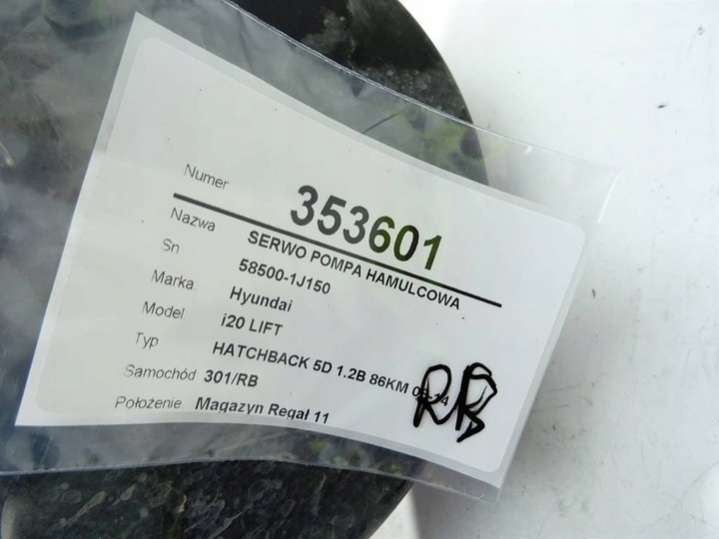 Numer 353601
Nazwa SERWO POMPA HAMULCOWA
Sn 58500-1J150
Marka Hyundai
Model i20 LIFT
Typ HATCHBACK 5D 1.2B 86KM
Samochód 301/RB
Położenie Magazyn Regał 11
RB